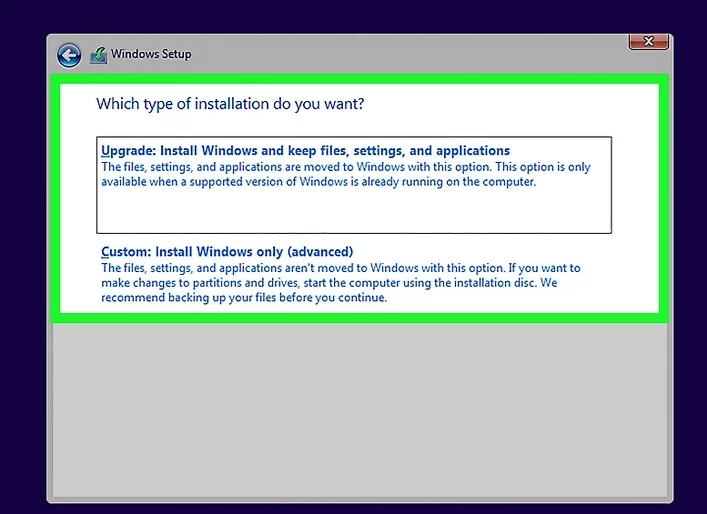 Windows Setup
Which type of installation do you want?
Upgrade: Install Windows and keep files, settings, and applications
The files, settings, and applications are moved to Windows with this option. This option is only
available when a supported version of Windows is already running on the computer.
Custom: Install Windows only (advanced)
The files, settings, and applications aren't moved to Windows with this option. If you want to
make changes to partitions and drives, start the computer using the installation disc. We
recommend backing up your files before you continue.